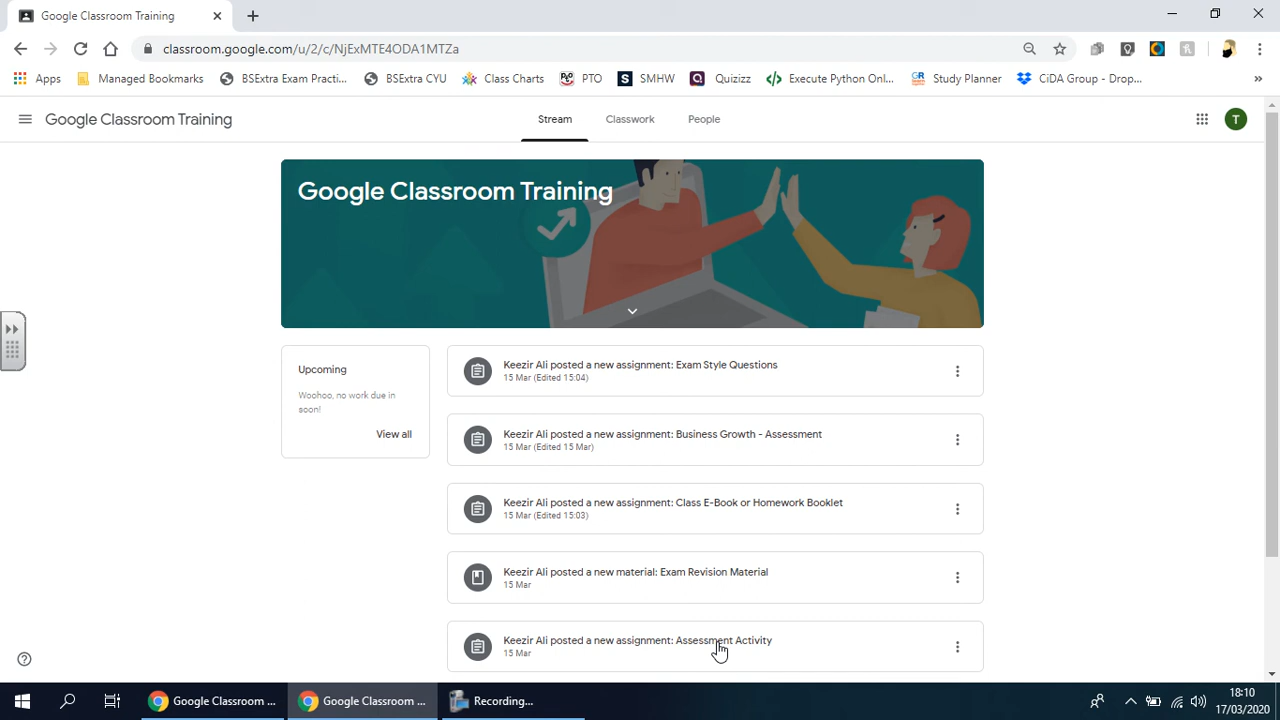 Google Classroom Training
classroom.google.com/u/2/c/NjExMTE4ODA1MTZa
Apps Managed Bookmarks BSExtra Exam Practi... BSExtra CYU Class Charts PTO SMHW Quizizz Execute Python Onl... Study Planner CiDA Group - Drop...
Google Classroom Training Stream Classwork People T
Google Classroom Training
Upcoming
Woohoo, no work due in
soon!
View all
Keezir Ali posted a new assignment: Exam Style Questions
15 Mar (Edited 15:04)
Keezir Ali posted a new assignment: Business Growth - Assessment
15 Mar (Edited 15 Mar)
Keezir Ali posted a new assignment: Class E-Book or Homework Booklet
15 Mar (Edited 15:03)
Keezir Ali posted a new material: Exam Revision Material
15 Mar
Keezir Ali posted a new assignment: Assessment Activity
15 Mar
Google Classroom ... Google Classroom ... Recording...
18:10
17/03/2020